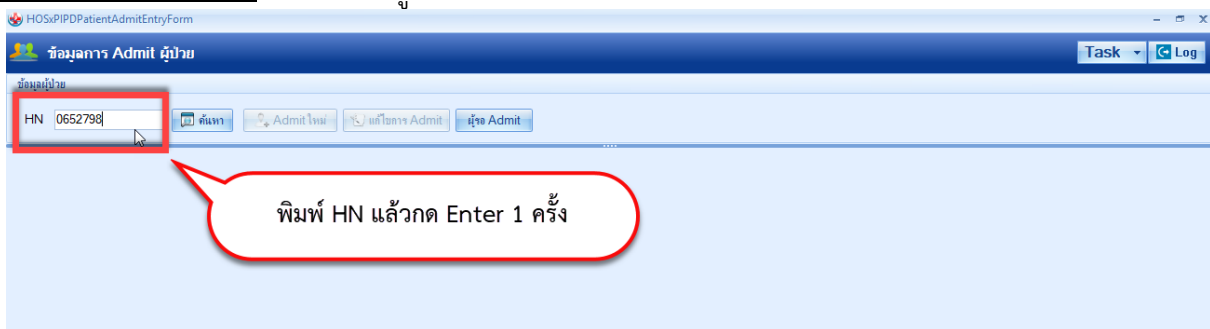 HOSxPIPDPatientAdmitEntryForm
ข้อมูลการ Admit ผู้ป่วย
Task
Log
ข้อมูลผู้ป่วย
HN 0652798 ค้นหา Admit ใหม่ แก้ไขการ Admit ผู้รอ Admit
พิมพ์ HN แล้วกด Enter 1 ครั้ง